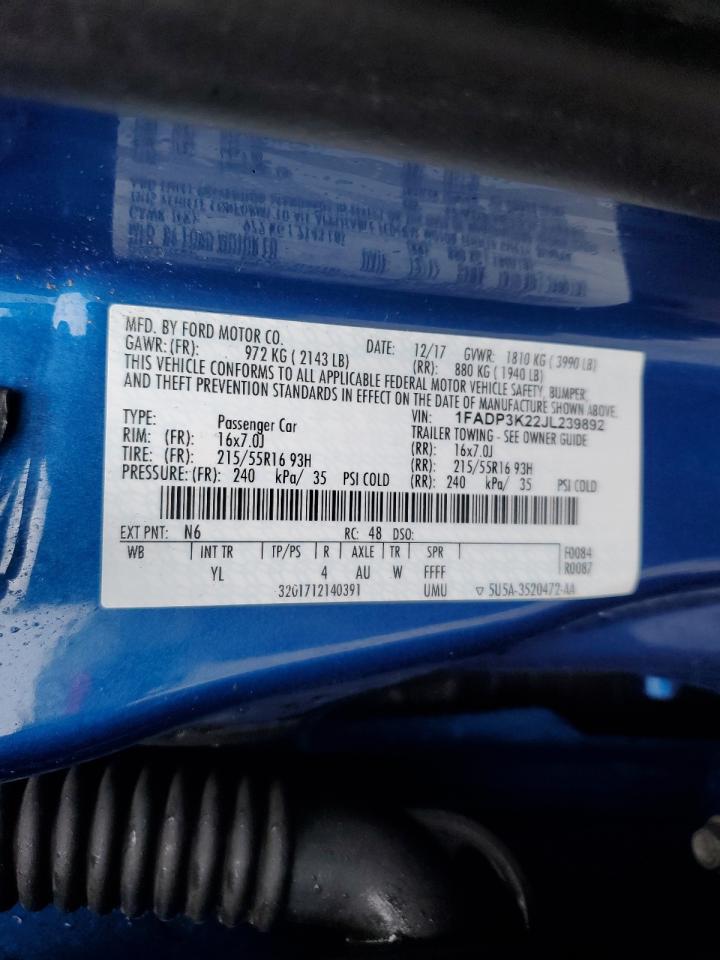 MFD. BY FORD MOTOR CO. DATE: 12/17 GVWR: 1810 KG ( 3990 LB)
GAWR: (FR): 972 KG ( 2143 LB) (RR): 880 KG ( 1940 LB)
THIS VEHICLE CONFORMS TO ALL APPLICABLE FEDERAL MOTOR VEHICLE SAFETY, BUMPER,
AND THEFT PREVENTION STANDARDS IN EFFECT ON THE DATE OF MANUFACTURE SHOWN ABOVE.
VIN: 1FADP3K22JL239892
TYPE: Passenger Car TRAILER TOWING - SEE OWNER GUIDE
RIM: (FR): 16x7.0J (RR): 16x7.0J
TIRE: (FR): 215/55R16 93H (RR): 215/55R16 93H
PRESSURE: (FR): 240 kPa/ 35 PSI COLD (RR): 240 kPa/ 35 PSI COLD
EXT PNT: N6 RC: 48 DSO:
WB INT TR TP/PS R AXLE TR SPR F0084
YL 4 AU W FFFF R0087
3201712140391 UMU ▽ 5U5A-3520472-AA